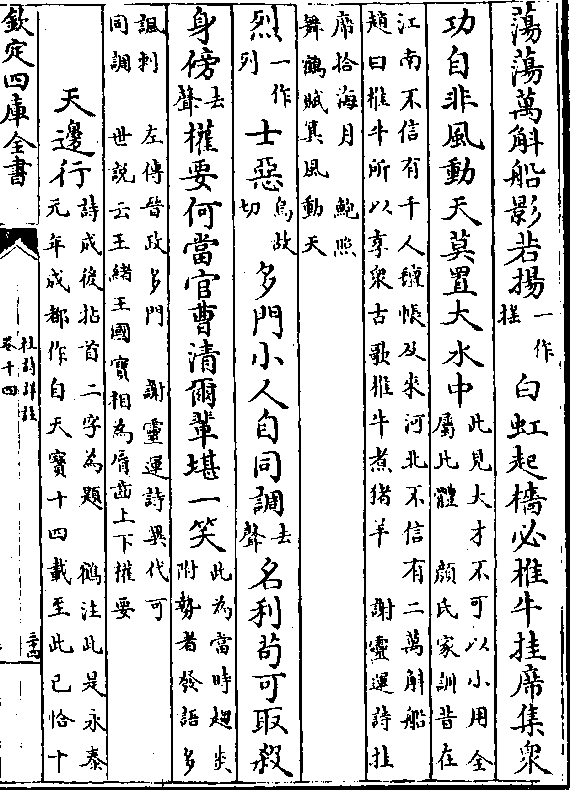 蕩蕩萬斛船影若揚一作搖白虹起檣必椎牛挂席集衆
功自非風動天莫置大水中此見大才不可以小用全
屬此體 顔氏家訓昔在
江南不信有千人氊帳及來河北不信有二萬斛船
趙曰椎牛所以享衆古歌椎牛煮猪羊 謝靈運詩挂
席拾海月 鮑照
舞鶴賦箕風動天
烈一作列士惡烏故切多門小人自同調去聲名利苟可取殺
身傍去聲權要何當官曹清爾輩堪一笑此為當時趨炎
附勢者發語多
諷刺 左傳晉政多門 謝靈運詩異代可
同調 世説云王緒王國寶相為脣齒上下權要
天邊行詩成後拈首二字為題 鶴注此是永泰
元年成都作自天寳十四載至此已恰十
欽定四庫全書
杜詩詳註
卷十四